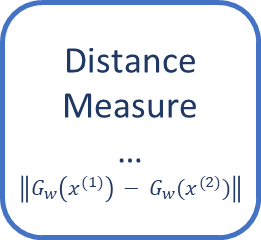 Distance
Measure
...
‖G_w(x^(1)) − G_w(x^(2))‖